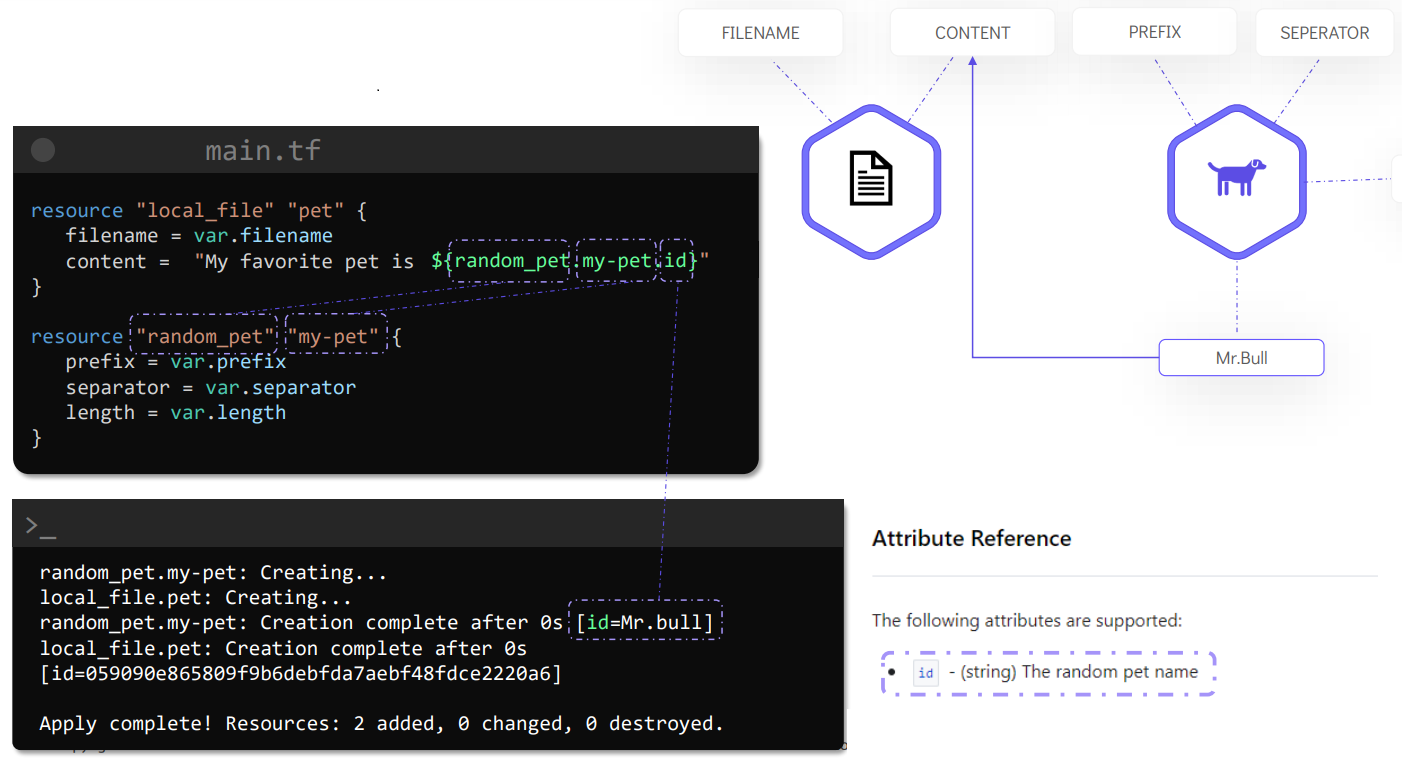 FILENAME
CONTENT
PREFIX
SEPERATOR
main.tf
resource "local_file" "pet" {
filename = var.filename
content = "My favorite pet is ${random_pet.my-pet.id}"
}
resource "random_pet" "my-pet" {
prefix = var.prefix
separator = var.separator
length = var.length
}
Mr.Bull
>_
random_pet.my-pet: Creating...
local_file.pet: Creating...
random_pet.my-pet: Creation complete after 0s [id=Mr.bull]
local_file.pet: Creation complete after 0s
[id=059090e865809f9b6debfda7aebf48fdce2220a6]
Apply complete! Resources: 2 added, 0 changed, 0 destroyed.
Attribute Reference
The following attributes are supported:
• id - (string) The random pet name